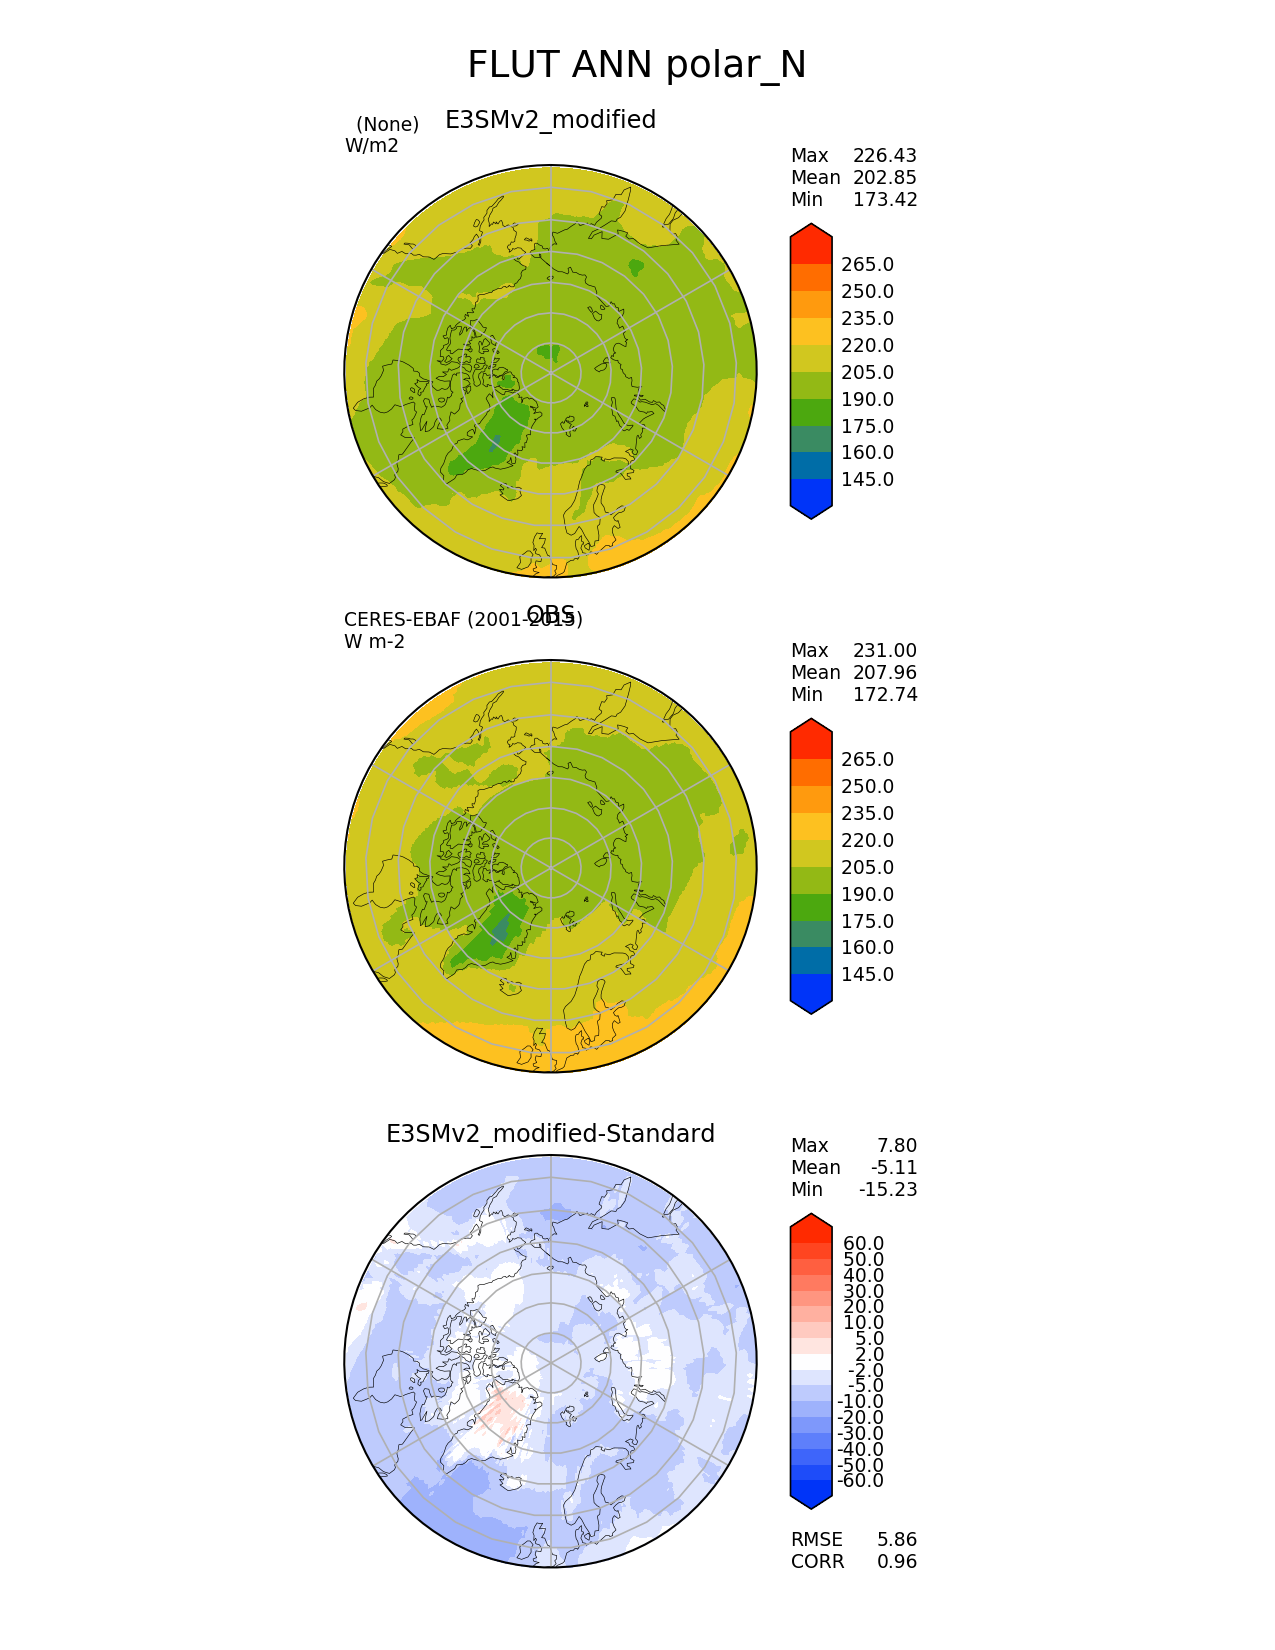 FLUT ANN polar_N
(None)
E3SMv2_modified
W/m2
Max 226.43
Mean 202.85
Min 173.42
265.0
250.0
235.0
220.0
205.0
190.0
175.0
160.0
145.0
OBS
CERES-EBAF (2001-2015)
W m-2
Max 231.00
Mean 207.96
Min 172.74
265.0
250.0
235.0
220.0
205.0
190.0
175.0
160.0
145.0
E3SMv2_modified-Standard
Max 7.80
Mean -5.11
Min -15.23
60.0
50.0
40.0
30.0
20.0
10.0
5.0
2.0
-2.0
-5.0
-10.0
-20.0
-30.0
-40.0
-50.0
-60.0
RMSE 5.86
CORR 0.96